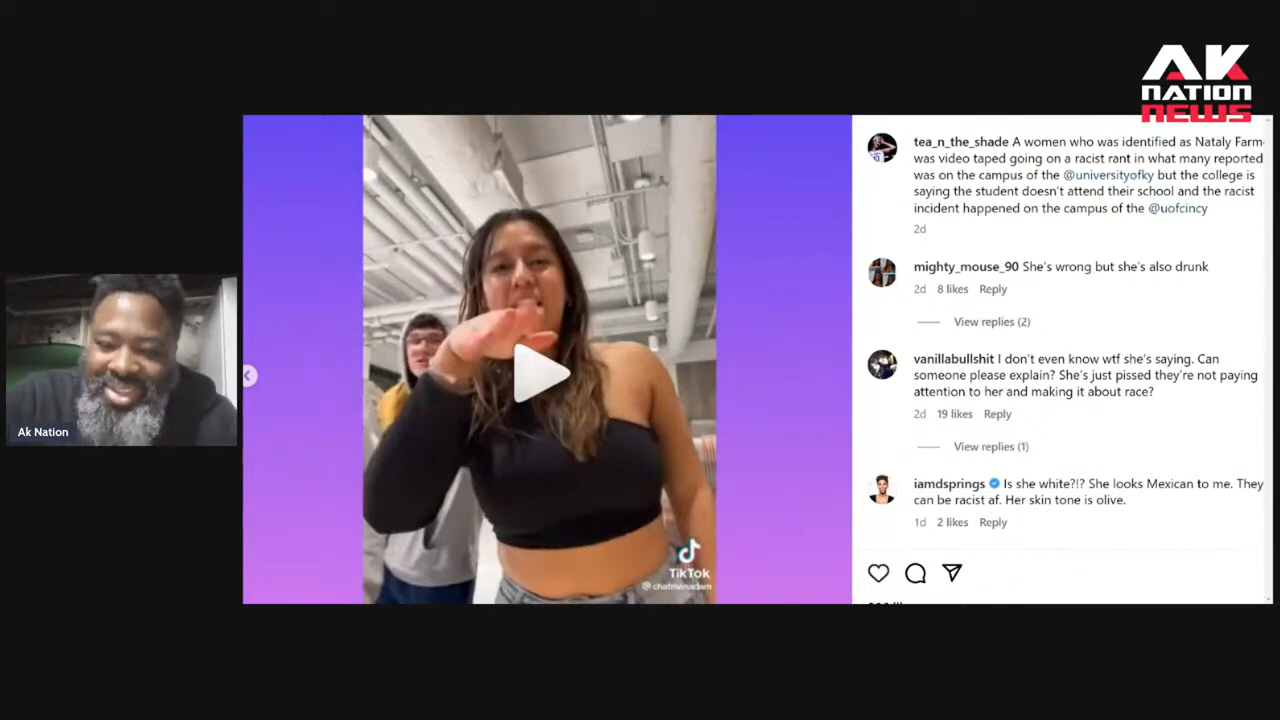 AK
NATION
NEWS
tea_n_the_shade A women who was identified as Nataly Farm
was video taped going on a racist rant in what many reported
was on the campus of the @universityofky but the college is
saying the student doesn't attend their school and the racist
incident happened on the campus of the @uofcincy
2d
mighty_mouse_90 She's wrong but she's also drunk
2d 8 likes Reply
View replies (2)
vanillabullshit I don't even know wtf she's saying. Can
someone please explain? She's just pissed they're not paying
attention to her and making it about race?
2d 19 likes Reply
View replies (1)
iamdsprings Is she white?!? She looks Mexican to me. They
can be racist af. Her skin tone is olive.
1d 2 likes Reply
Ak Nation
TikTok
@chatmanadam